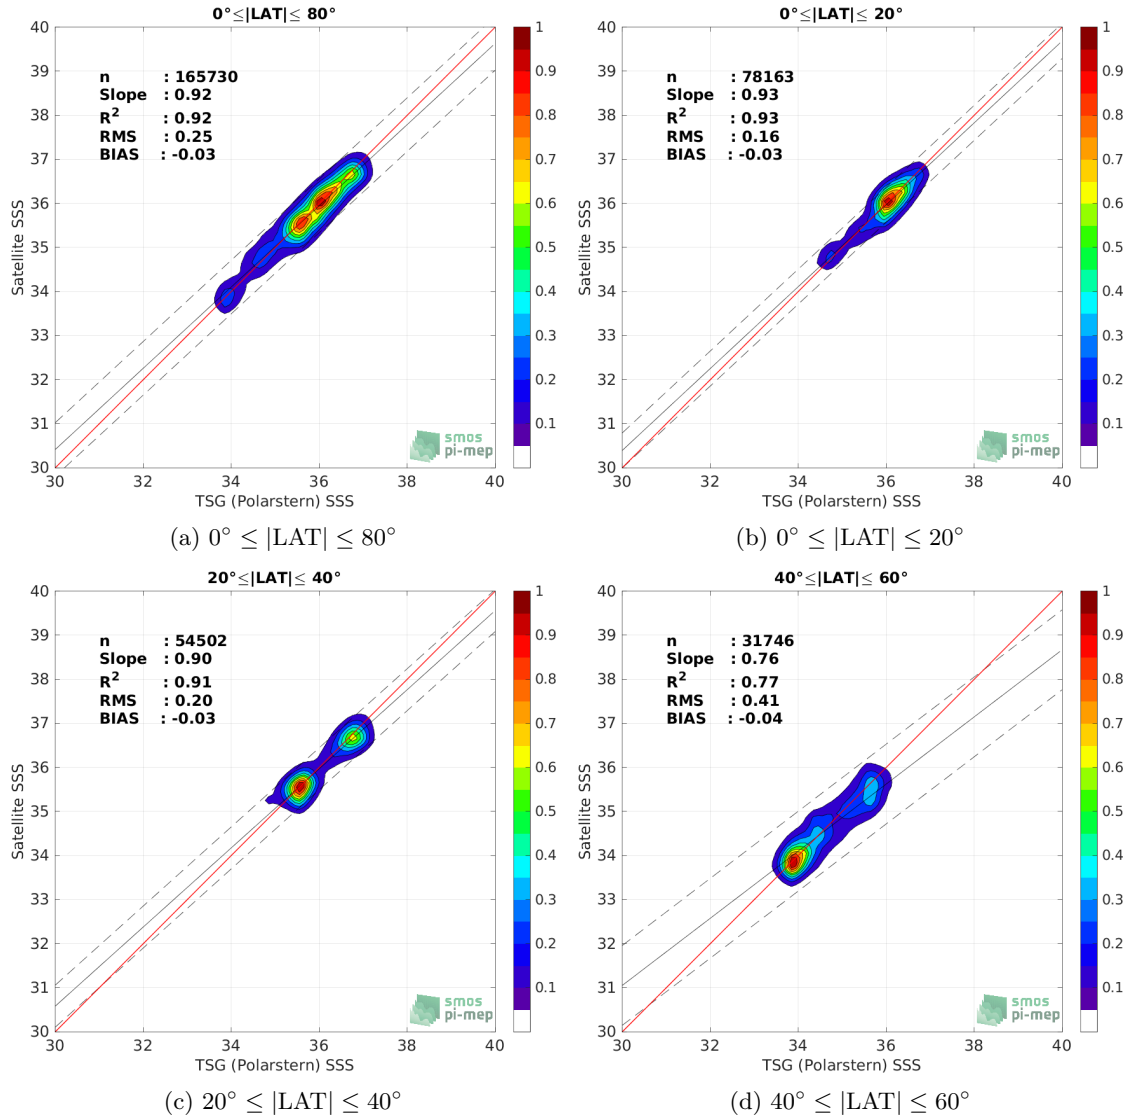 0°≤|LAT|≤ 80°
40
39
38
37
36
35
34
33
32
31
30
Satellite SSS
n : 165730
Slope : 0.92
R² : 0.92
RMS : 0.25
BIAS : -0.03
smos
pi-mep
30 32 34 36 38 40
TSG (Polarstern) SSS
1
0.9
0.8
0.7
0.6
0.5
0.4
0.3
0.2
0.1
(a) 0° ≤ |LAT| ≤ 80°
0°≤|LAT|≤ 20°
40
39
38
37
36
35
34
33
32
31
30
Satellite SSS
n : 78163
Slope : 0.93
R² : 0.93
RMS : 0.16
BIAS : -0.03
smos
pi-mep
30 32 34 36 38 40
TSG (Polarstern) SSS
1
0.9
0.8
0.7
0.6
0.5
0.4
0.3
0.2
0.1
(b) 0° ≤ |LAT| ≤ 20°
20°≤|LAT|≤ 40°
40
39
38
37
36
35
34
33
32
31
30
Satellite SSS
n : 54502
Slope : 0.90
R² : 0.91
RMS : 0.20
BIAS : -0.03
smos
pi-mep
30 32 34 36 38 40
TSG (Polarstern) SSS
1
0.9
0.8
0.7
0.6
0.5
0.4
0.3
0.2
0.1
(c) 20° ≤ |LAT| ≤ 40°
40°≤|LAT|≤ 60°
40
39
38
37
36
35
34
33
32
31
30
Satellite SSS
n : 31746
Slope : 0.76
R² : 0.77
RMS : 0.41
BIAS : -0.04
smos
pi-mep
30 32 34 36 38 40
TSG (Polarstern) SSS
1
0.9
0.8
0.7
0.6
0.5
0.4
0.3
0.2
0.1
(d) 40° ≤ |LAT| ≤ 60°